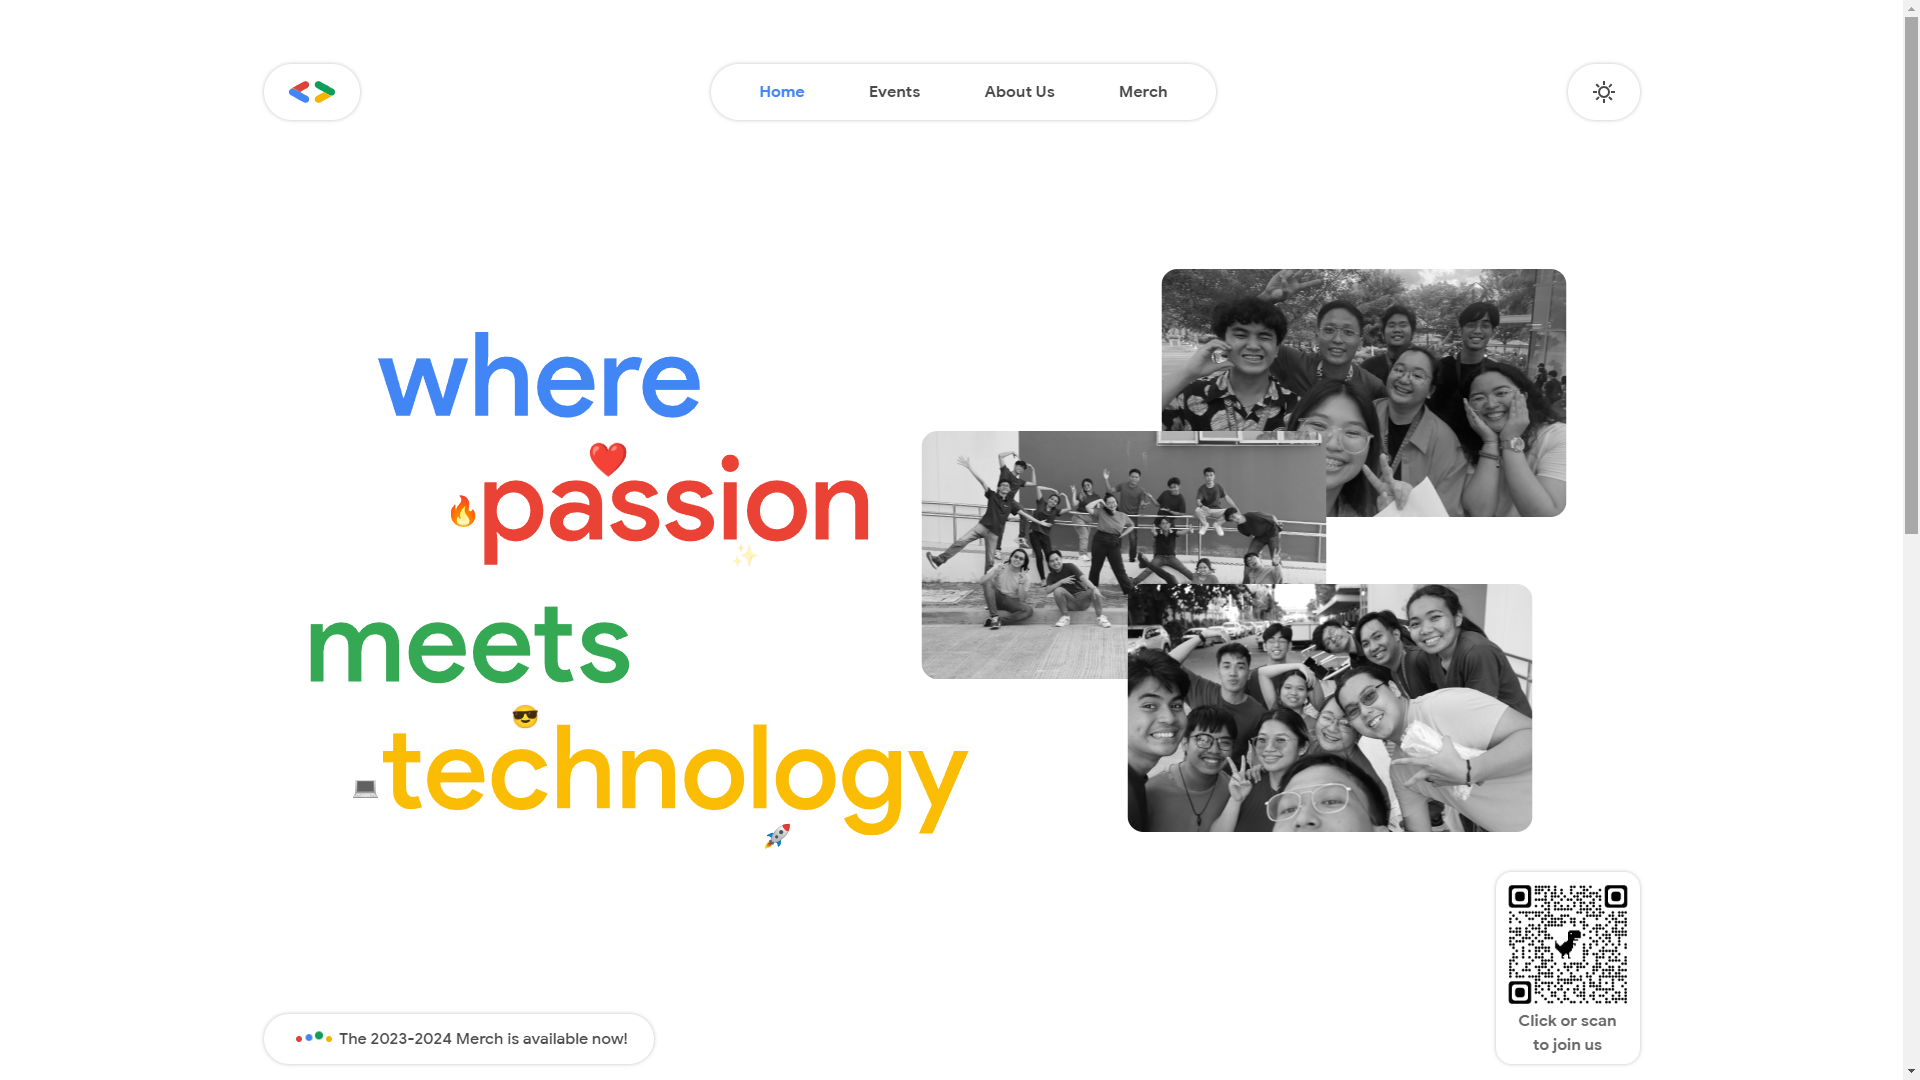 Home
Events
About Us
Merch
where
passion
meets
technology
The 2023-2024 Merch is available now!
Click or scan
to join us